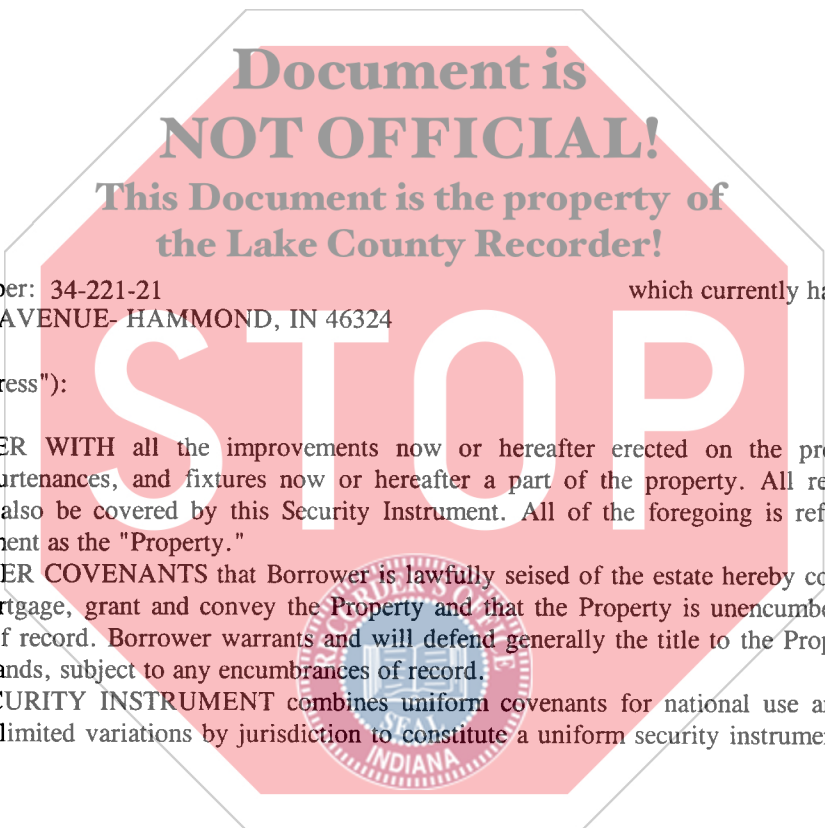 Document is
NOT OFFICIAL!
This Document is the property of
the Lake County Recorder!
ber: 34-221-21 which currently ha
AVENUE- HAMMOND, IN 46324
ress"):
STOP
ER WITH all the improvements now or hereafter erected on the pro
urtenances, and fixtures now or hereafter a part of the property. All re
also be covered by this Security Instrument. All of the foregoing is ref
ment as the "Property."
ER COVENANTS that Borrower is lawfully seised of the estate hereby co
rtgage, grant and convey the Property and that the Property is unencumbe
f record. Borrower warrants and will defend generally the title to the Prop
ands, subject to any encumbrances of record.
CURITY INSTRUMENT combines uniform covenants for national use a
limited variations by jurisdiction to constitute a uniform security instrume
RECORDER'S OFFICE
SEAL
INDIANA